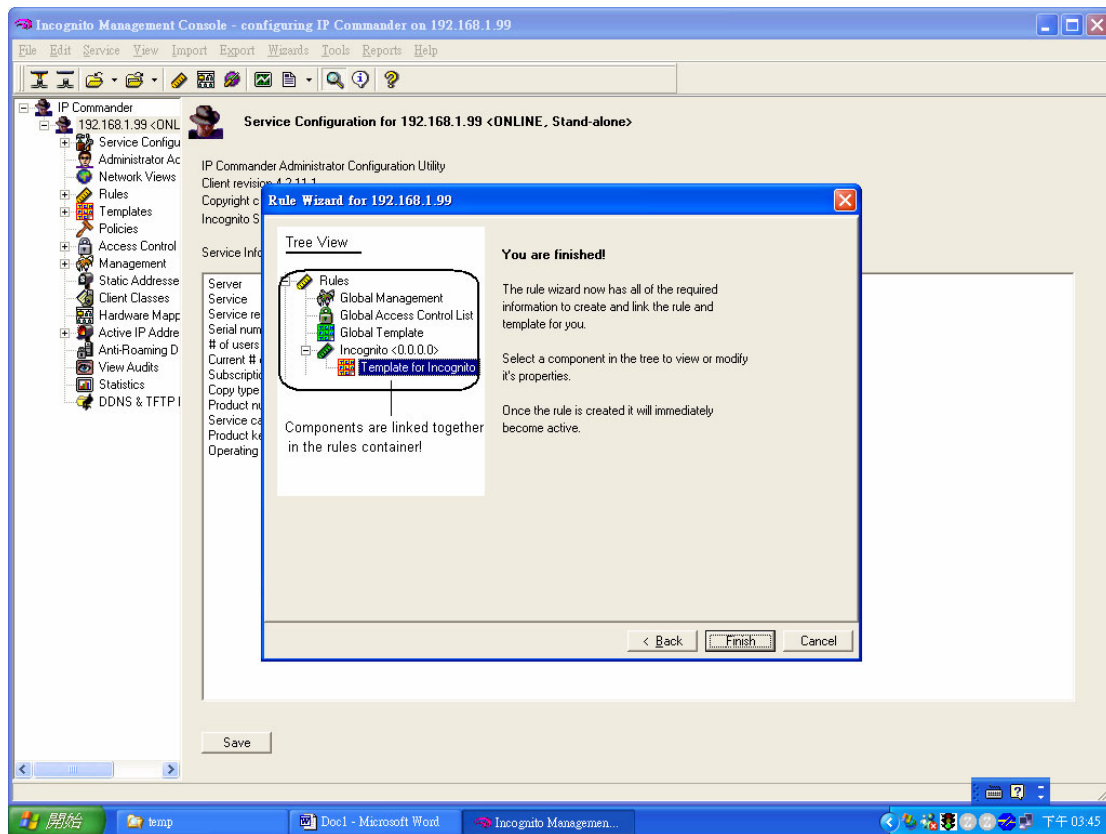 Incognito Management Console - configuring IP Commander on 192.168.1.99
File Edit Service View Import Export Wizards Tools Reports Help
IP Commander
192.168.1.99 <ONL
Service Configu
Administrator Ac
Network Views
Rules
Templates
Policies
Access Control
Management
Static Addresse
Client Classes
Hardware Mapp
Active IP Addre
Anti-Roaming D
View Audits
Statistics
DDNS & TFTP
Service Configuration for 192.168.1.99 <ONLINE, Stand-alone>
IP Commander Administrator Configuration Utility
Client revision 4.2.11.1
Copyright c
Incognito S
Service Info
Server
Service
Service re
Serial num
# of users
Current #
Subscriptio
Copy type
Product nu
Service ca
Product ke
Operating
Rule Wizard for 192.168.1.99
Tree View
Rules
Global Management
Global Access Control List
Global Template
Incognito <0.0.0.0>
Template for Incognito
Components are linked together
in the rules container!
You are finished!
The rule wizard now has all of the required
information to create and link the rule and
template for you.
Select a component in the tree to view or modify
it's properties.
Once the rule is created it will immediately
become active.
< Back Finish Cancel
Save
開始 temp Doc1 - Microsoft Word Incognito Managemen... 下午 03:45